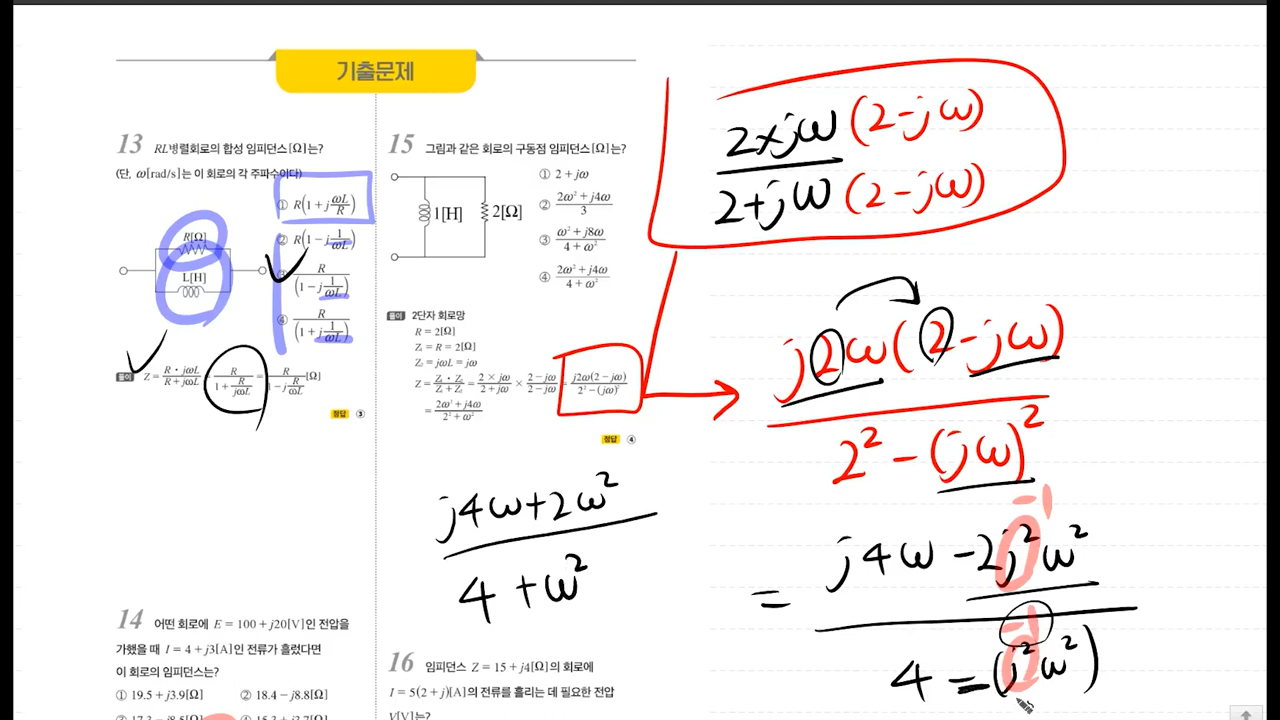 기출문제
13 RL병렬회로의 합성 임피던스[Ω]는?
(단, ω[rad/s]는 이 회로의 각 주파수이다)
① R(1+j ωL/R)
② R(1-j 1/ωL)
③ R/(1-j 1/ωL)
④ R/(1+j 1/ωL)
R[Ω]
L[H]
풀이 Z = R·jωL/R+jωL = R/1+R/jωL = R/1-j R/ωL [Ω]
정답 ③
14 어떤 회로에 E = 100 + j20[V]인 전압을
가했을 때 I = 4 + j3[A]인 전류가 흘렀다면
이 회로의 임피던스는?
① 19.5 + j3.9[Ω] ② 18.4 - j8.8[Ω]
15 그림과 같은 회로의 구동점 임피던스[Ω]는?
1[H]
2[Ω]
① 2 + jω
② 2ω² + j4ω/3
③ ω² + j8ω/4 + ω²
④ 2ω² + j4ω/4 + ω²
풀이 2단자 회로망
R = 2[Ω]
Z = R = 2[Ω]
Z = jωL = jω
Z = Z·Z/Z+Z = 2×jω/2+jω × 2-jω/2-jω = j2ω(2-jω)/2²-(jω)²
= 2ω²+j4ω/2²+ω²
정답 ④
j4ω+2ω²
4+ω²
16 임피던스 Z = 15 + j4[Ω]의 회로에
I = 5(2 + j)[A]의 전류를 흘리는 데 필요한 전압
V[V]는?
2×jω(2-jω)
2+jω(2-jω)
j2ω(2-jω)
2²-(jω)²
-1
= j4ω-2j²ω²
-1
4-(j²ω²)